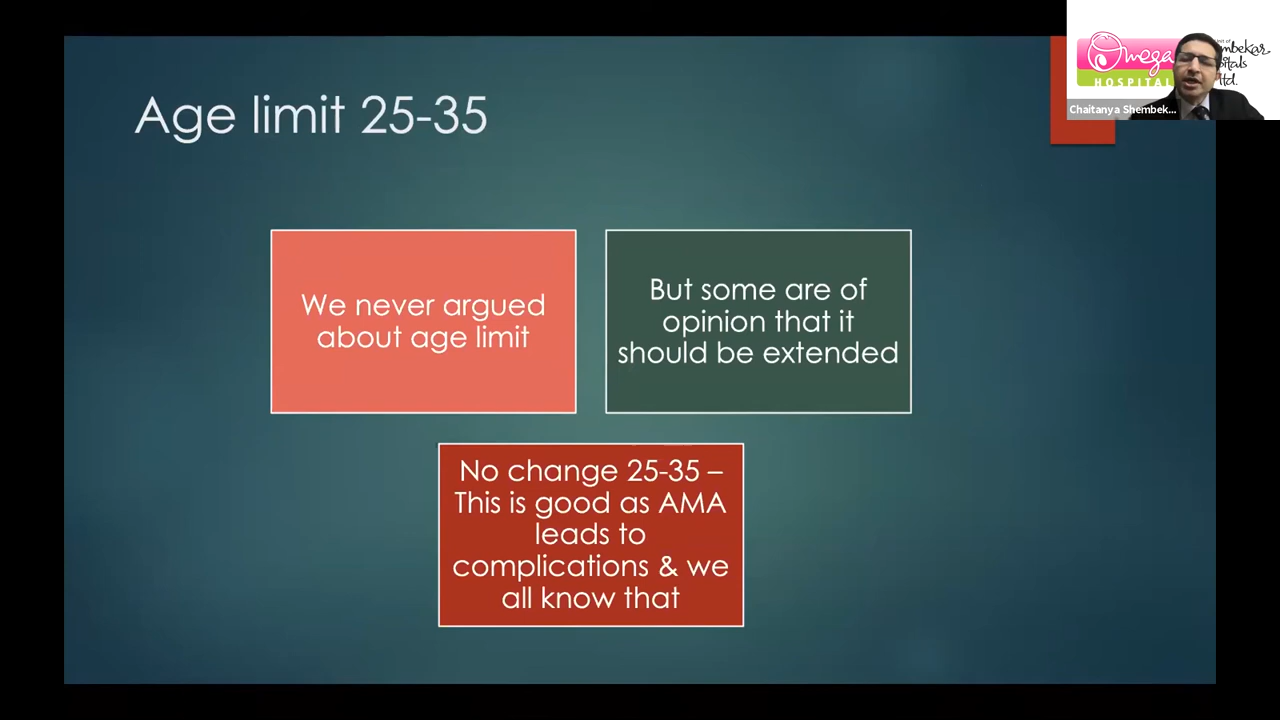 Age limit 25-35
We never argued
about age limit
But some are of
opinion that it
should be extended
No change 25-35 –
This is good as AMA
leads to
complications & we
all know that
Omega
HOSPITAL
ltd.
Chaitanya Shembek...